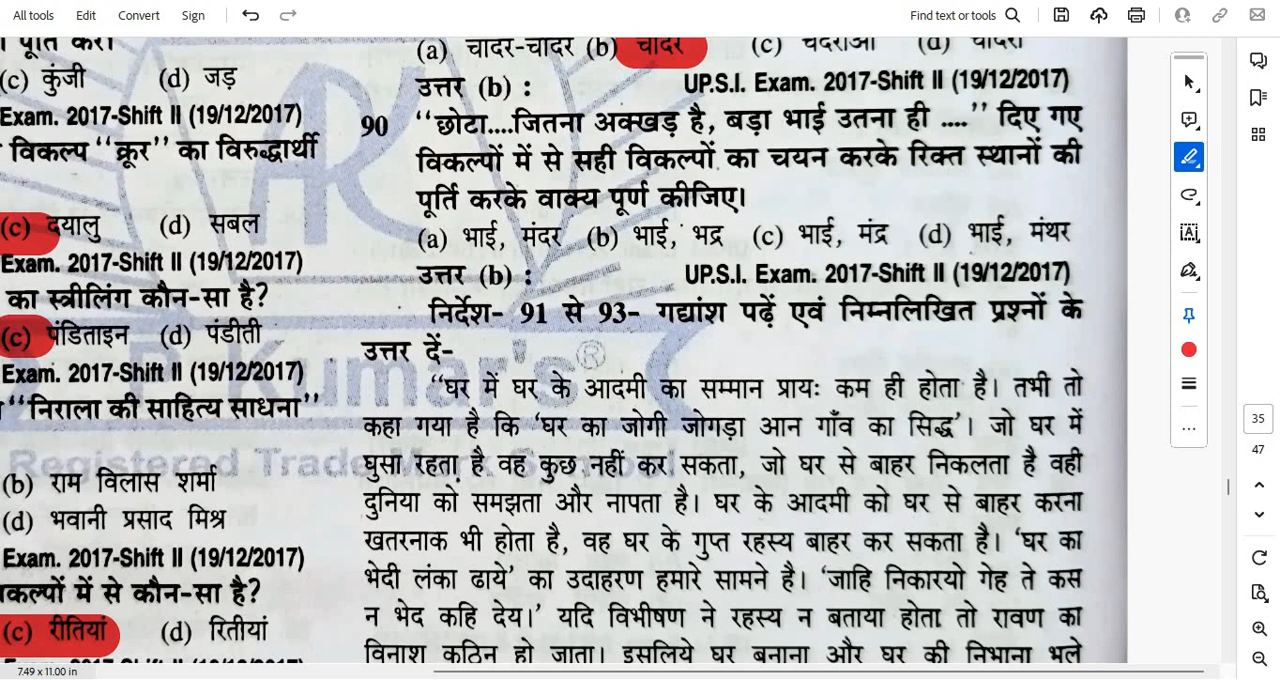 All tools Edit Convert Sign Find text or tools
पूर्ति करो।
(c) कुंजी (d) जड़
Exam. 2017-Shift II (19/12/2017)
विकल्प "क्रूर" का विरुद्धार्थी
(c) दयालु (d) सबल
Exam. 2017-Shift II (19/12/2017)
का स्त्रीलिंग कौन-सा है?
(c) पंडिताइन (d) पंडीती
Exam. 2017-Shift II (19/12/2017)
"निराला की साहित्य साधना"
(b) राम विलास शर्मा
(d) भवानी प्रसाद मिश्र
Exam. 2017-Shift II (19/12/2017)
कौन-सा है?
(c) रीतियां (d) रितीयां
(a) चादर-चादर (b) चादर (c) चदराओं (d) चादरों
उत्तर (b) : UP.S.I. Exam. 2017-Shift II (19/12/2017)
90 "छोटा....जितना अक्खड़ है, बड़ा भाई उतना ही ...." दिए गए
विकल्पों में से सही विकल्पों का चयन करके रिक्त स्थानों की
पूर्ति करके वाक्य पूर्ण कीजिए।
(a) भाई, मंदर (b) भाई, भद्र (c) भाई, मंद्र (d) भाई, मंथर
उत्तर (b) : UP.S.I. Exam. 2017-Shift II (19/12/2017)
निर्देश- 91 से 93- गद्यांश पढ़ें एवं निम्नलिखित प्रश्नों के
उत्तर दें-
"घर में घर के आदमी का सम्मान प्रायः कम ही होता है। तभी तो
कहा गया है कि 'घर का जोगी जोगड़ा आन गाँव का सिद्ध'। जो घर में
घुसा रहता है वह कुछ नहीं कर सकता, जो घर से बाहर निकलता है वही
दुनिया को समझता और नापता है। घर के आदमी को घर से बाहर करना
खतरनाक भी होता है, वह घर के गुप्त रहस्य बाहर कर सकता है। 'घर का
भेदी लंका ढाये' का उदाहरण हमारे सामने है। 'जाहि निकारयो गेह ते कस
न भेद कहि देय।' यदि विभीषण ने रहस्य न बताया होता तो रावण का
विनाश कठिन हो जाता। इसलिये घर बनाना और घर की निभाना भले
Kumar's®
Registered Trade Mark Symbol
35
47
7.49 x 11.00 in